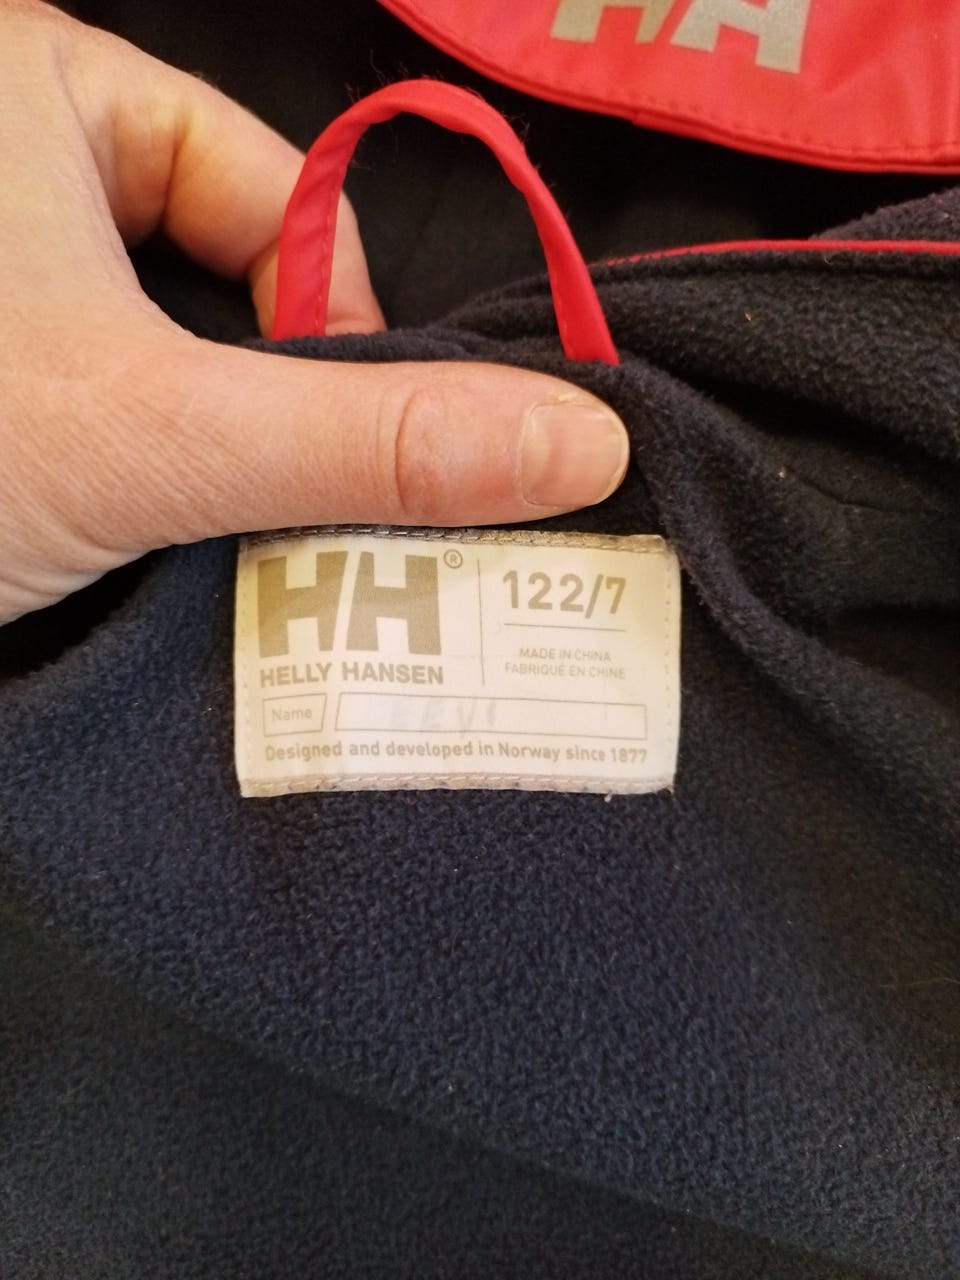 HH
HH®
HELLY HANSEN
122/7
MADE IN CHINA
FABRIQUÉ EN CHINE
Name EEVI
Designed and developed in Norway since 1877